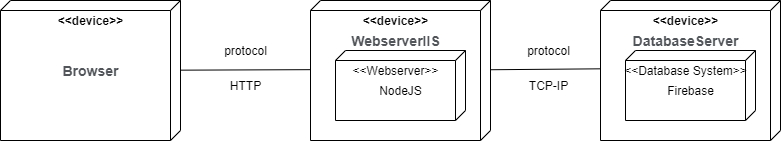 <<device>>
Browser
protocol
HTTP
<<device>>
WebserverIIS
<<Webserver>>
NodeJS
protocol
TCP-IP
<<device>>
DatabaseServer
<<Database System>>
Firebase